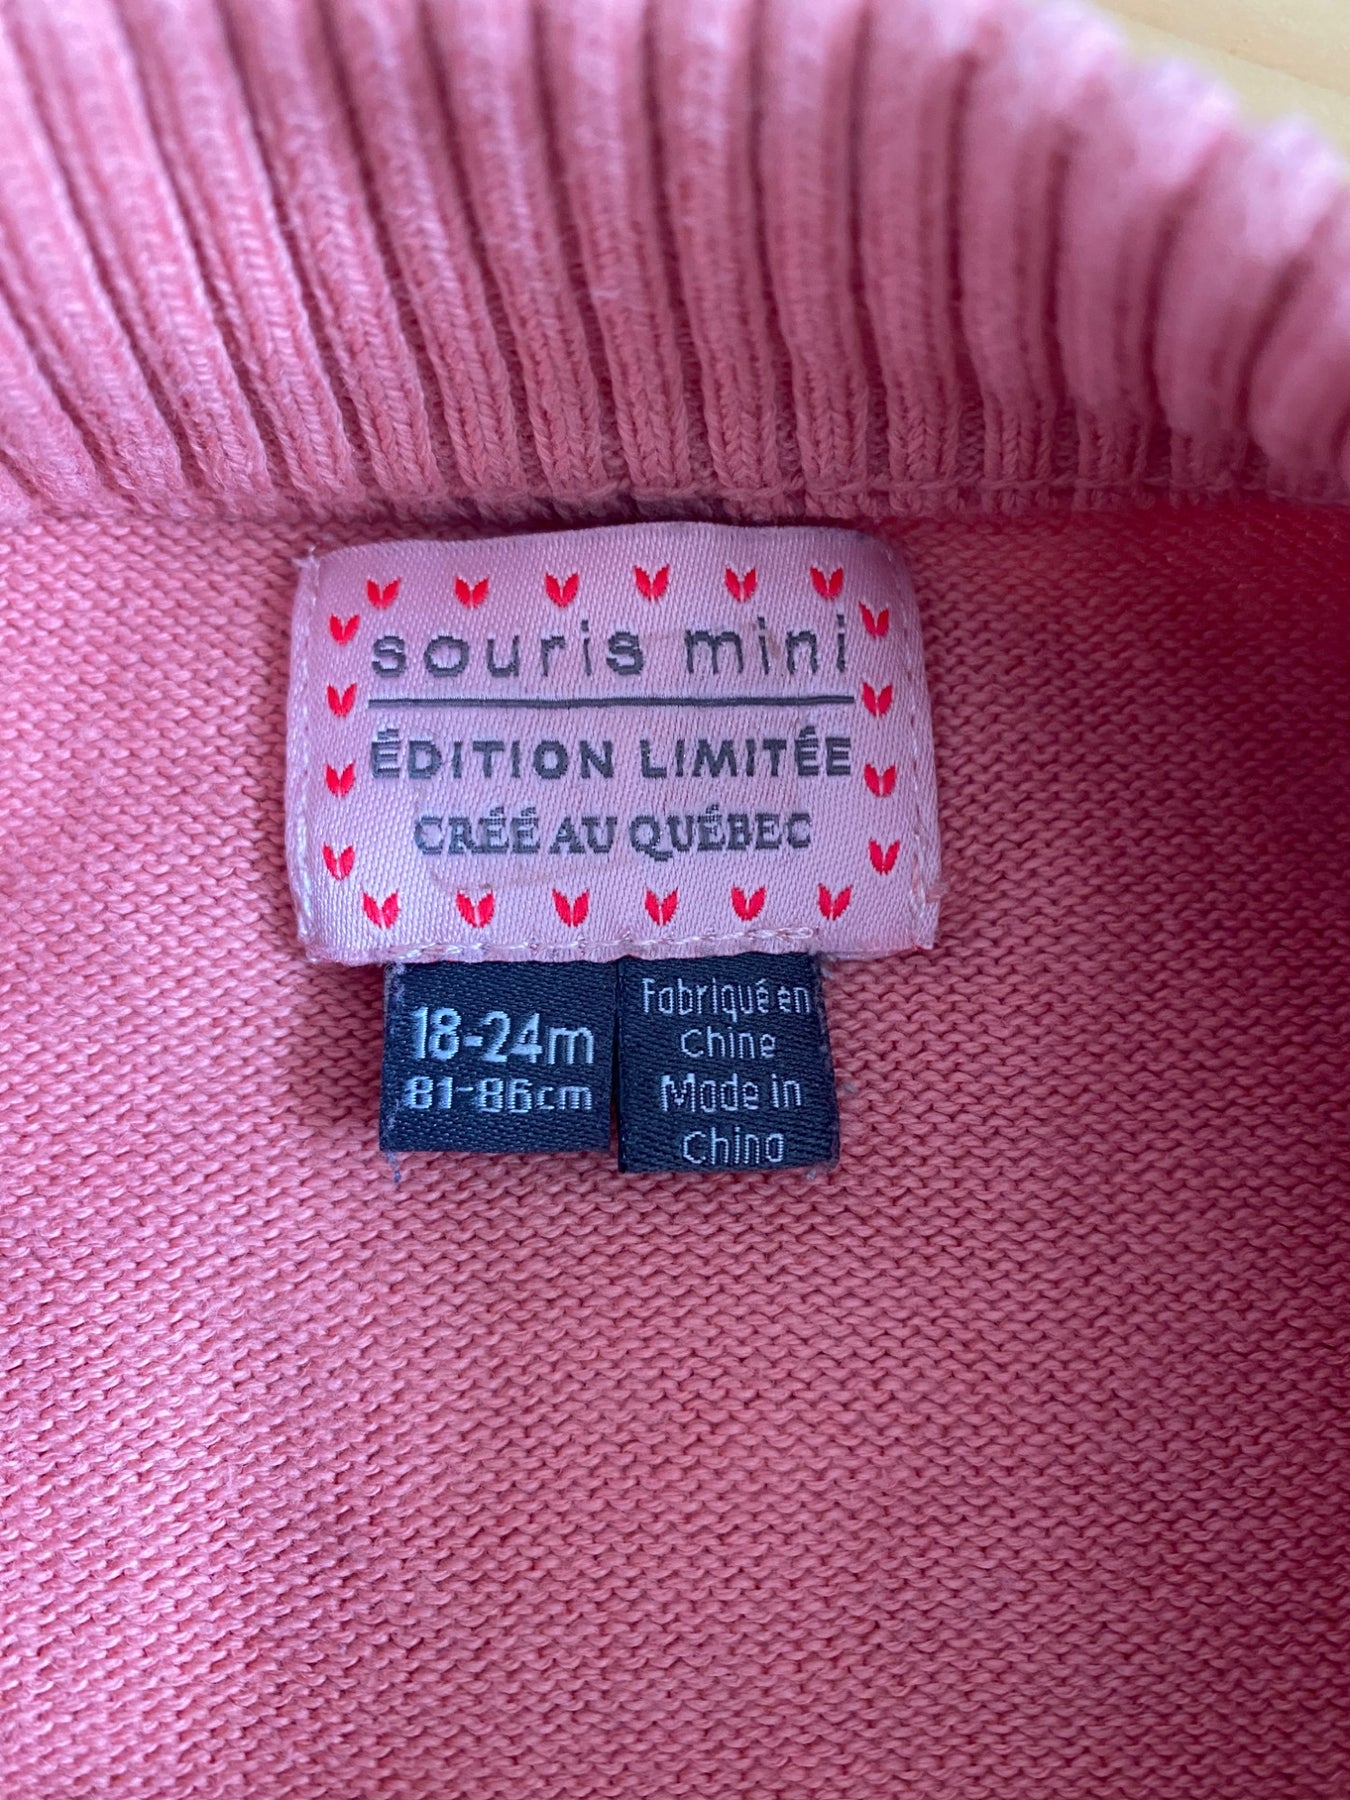 souris mini
ÉDITION LIMITÉE
CRÉÉ AU QUÉBEC
18-24m
81-86cm
Fabriqué en
Chine
Made in
China